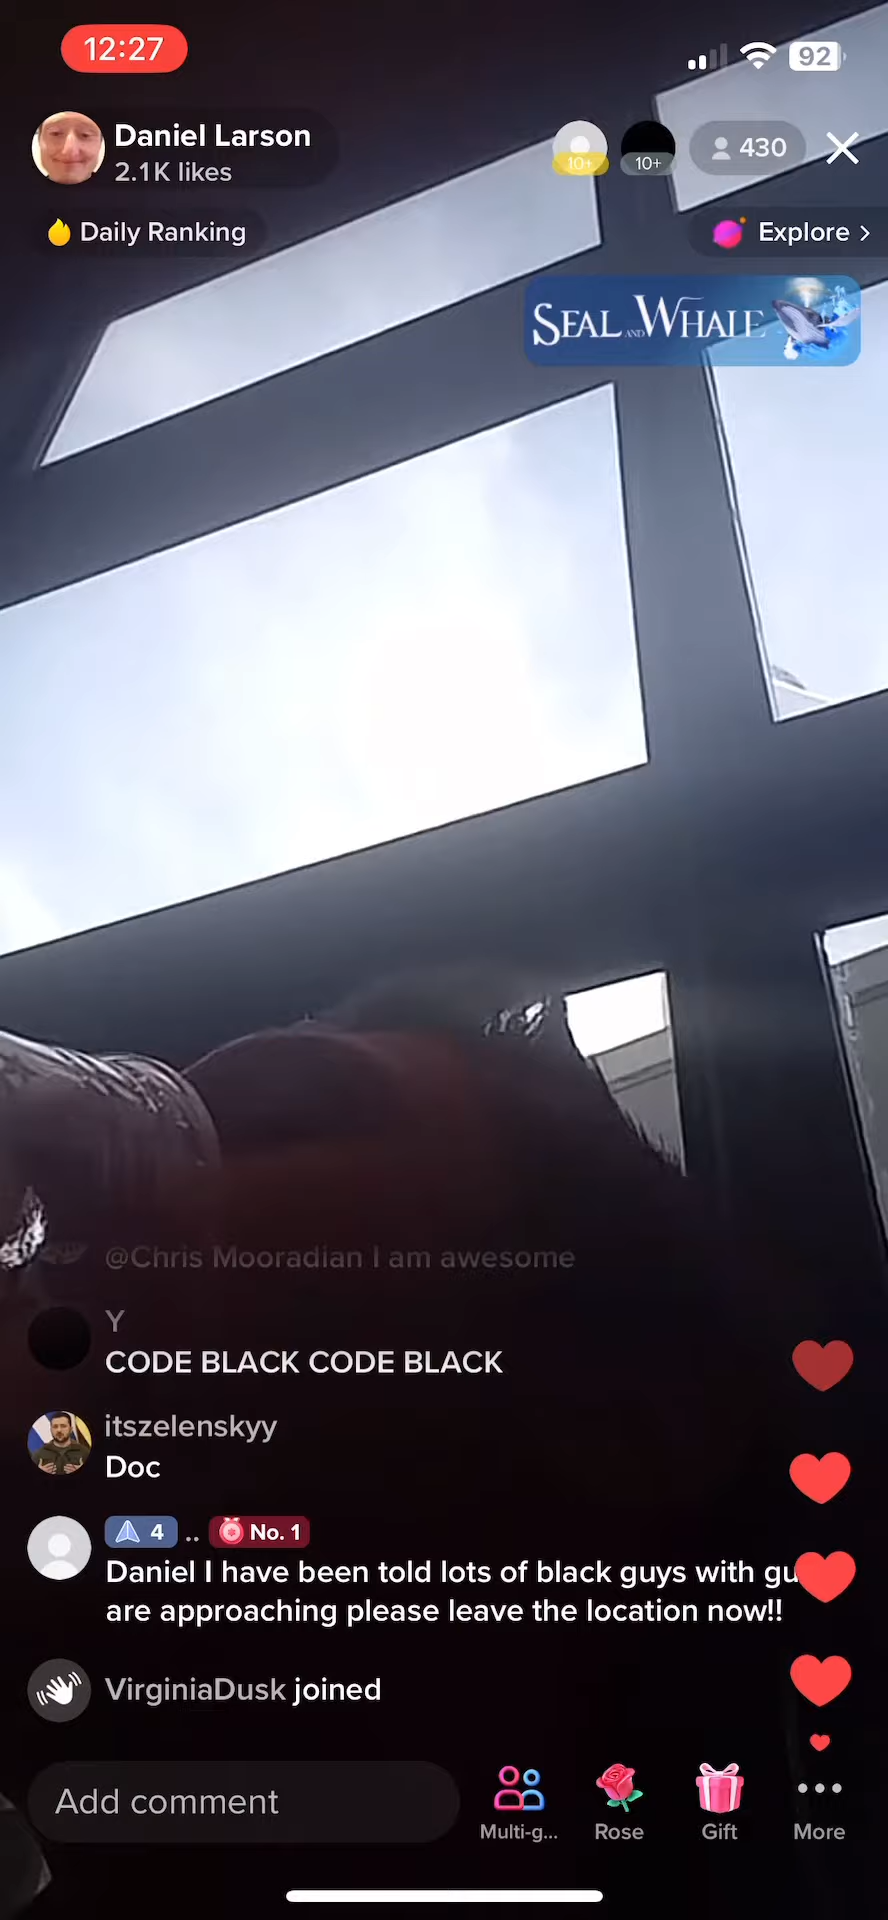 12:27
92
Daniel Larson
2.1K likes
10+
10+
430
Daily Ranking
Explore >
SEAL AND WHALE
@Chris Mooradian I am awesome
Y
CODE BLACK CODE BLACK
itszelenskyy
Doc
4 .. No. 1
Daniel I have been told lots of black guys with gu
are approaching please leave the location now!!
VirginiaDusk joined
Add comment
Multi-g...
Rose
Gift
More